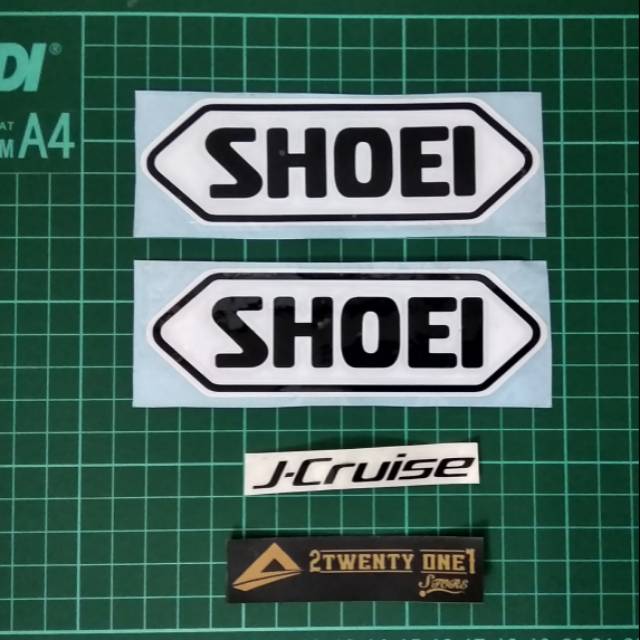 DI®
A4
SHOEI
SHOEI
J-Cruise
2TWENTY ONE1